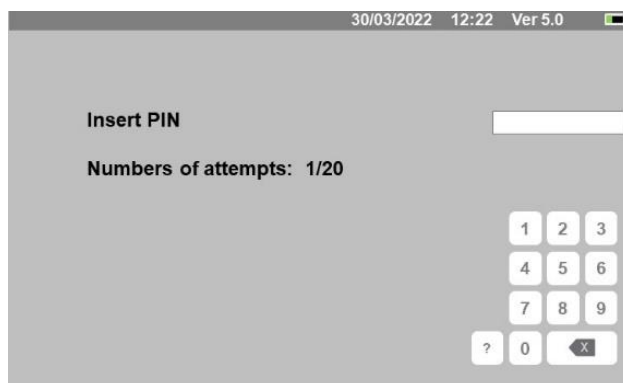 30/03/2022 12:22 Ver 5.0
Insert PIN
Numbers of attempts: 1/20
1 2 3
4 5 6
7 8 9
? 0 X